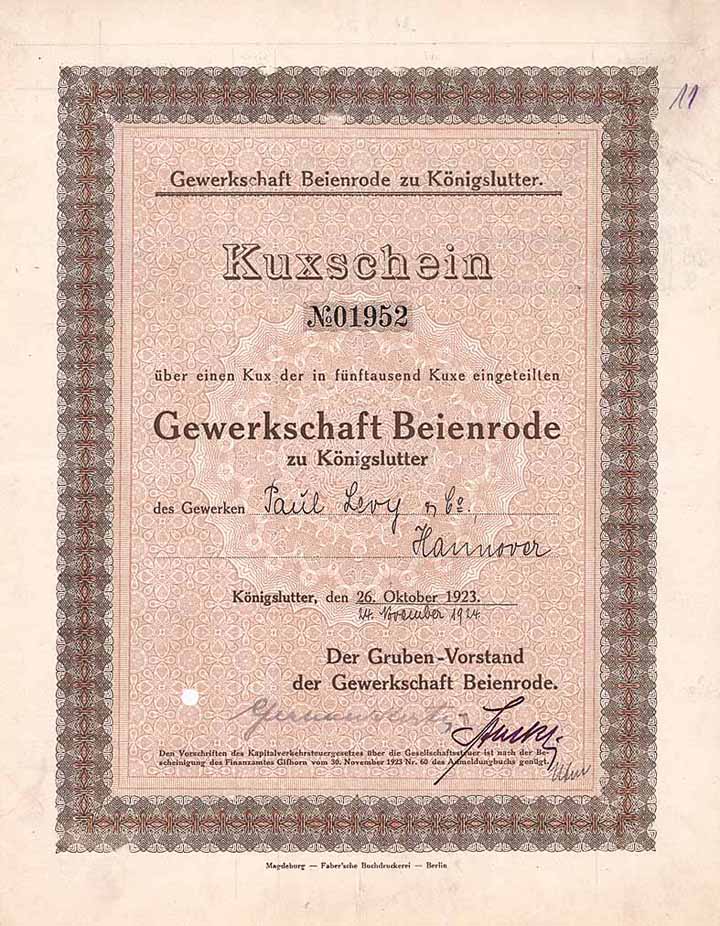 11
Gewerkschaft Beienrode zu Königslutter.
Kuxschein
№01952
über einen Kux der in fünftausend Kuxe eingeteilten
Gewerkschaft Beienrode
zu Königslutter
des Gewerken Paul Levy & Co.
Hannover
Königslutter, den 26. Oktober 1923.
24. November 1924.
Der Gruben-Vorstand
der Gewerkschaft Beienrode.
Den Vorschriften des Kapitalverkehrsteuergesetzes über die Gesellschaftssteuer ist nach der Be-
scheinigung des Finanzamtes Gifhorn vom 30. November 1923 Nr. 60 des Anmeldungbuchs genügt.
Magdeburg — Faber'sche Buchdruckerei — Berlin